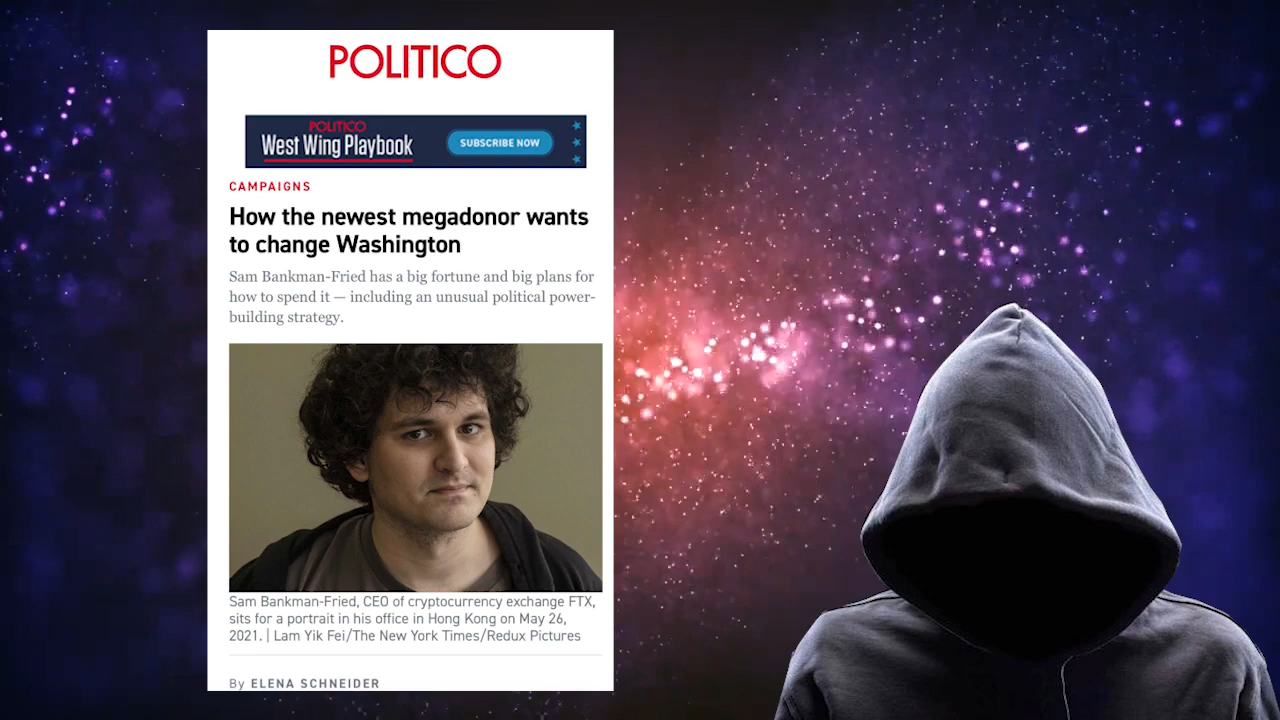 POLITICO
POLITICO
West Wing Playbook
SUBSCRIBE NOW
CAMPAIGNS
How the newest megadonor wants
to change Washington
Sam Bankman-Fried has a big fortune and big plans for
how to spend it — including an unusual political power-
building strategy.
Sam Bankman-Fried, CEO of cryptocurrency exchange FTX,
sits for a portrait in his office in Hong Kong on May 26,
2021. | Lam Yik Fei/The New York Times/Redux Pictures
By ELENA SCHNEIDER